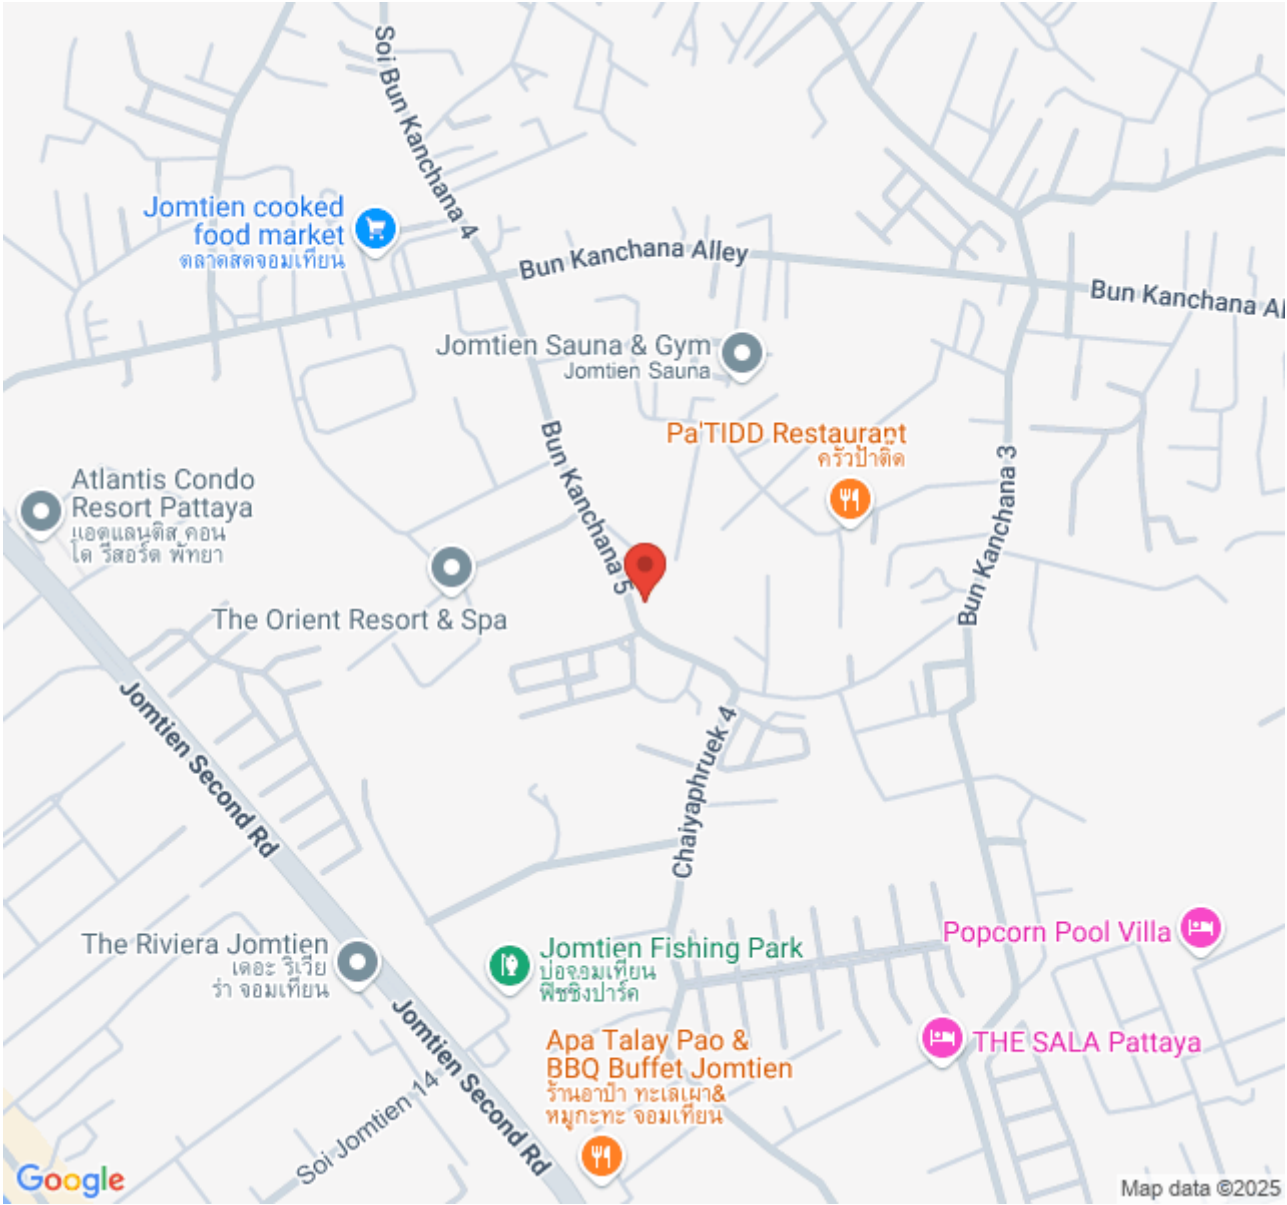 Soi Bun Kanchana 4
Jomtien cooked
food market
ตลาดสดจอมเทียน
Bun Kanchana Alley
Bun Kanchana Al
Jomtien Sauna & Gym
Jomtien Sauna
Pa'TIDD Restaurant
ครัวป้าติ๊ด
Bun Kanchana 5
Bun Kanchana 3
Atlantis Condo
Resort Pattaya
แอตแลนติส คอน
โด รีสอร์ต พัทยา
The Orient Resort & Spa
Jomtien Second Rd
Chaiyaphruek 4
The Riviera Jomtien
เดอะ ริเวีย
ร่า จอมเทียน
Jomtien Fishing Park
บ่อจอมเทียน
ฟิชชิงปาร์ค
Popcorn Pool Villa
THE SALA Pattaya
Apa Talay Pao &
BBQ Buffet Jomtien
ร้านอาป๋า ทะเลเผา&
หมูกะทะ จอมเทียน
Jomtien Second Rd
Soi Jomtien 14
Google
Map data ©2025